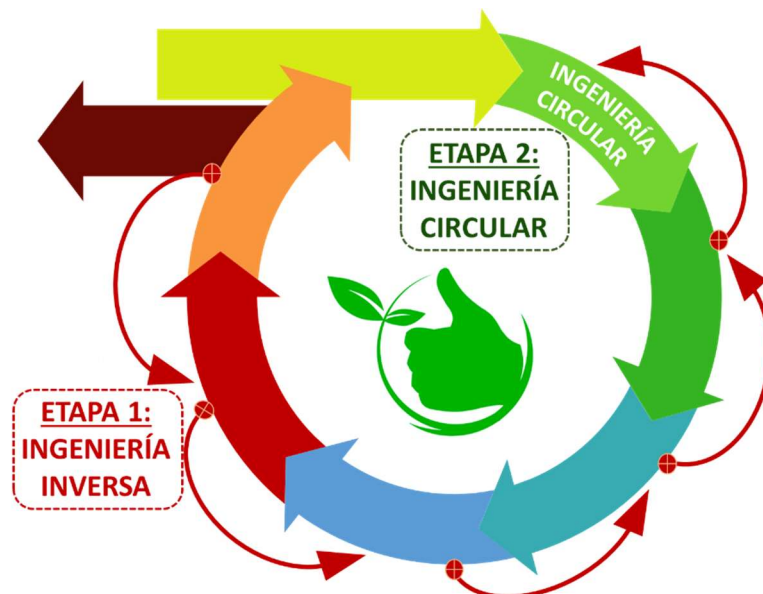 INGENIERÍA
CIRCULAR
ETAPA 2:
INGENIERÍA
CIRCULAR
ETAPA 1:
INGENIERÍA
INVERSA